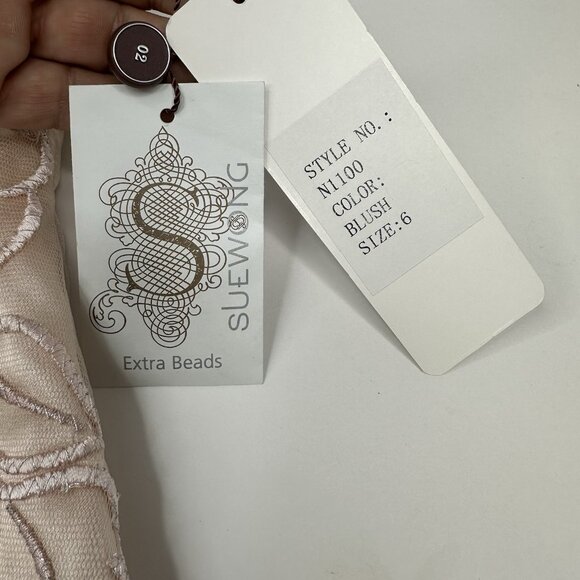 02
S
SUEWONG
Extra Beads
STYLE NO.:
N1100
COLOR:
BLUSH
SIZE:6